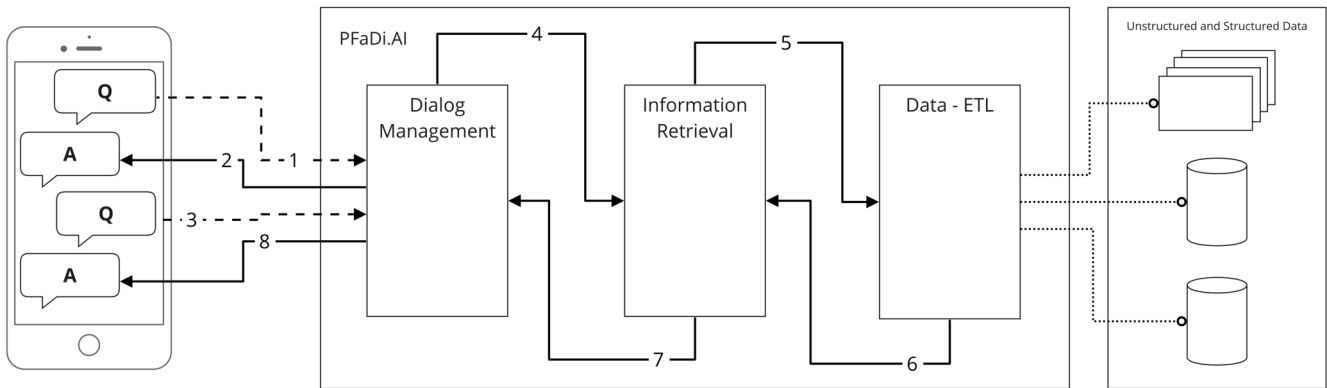 PFaDi.AI
Unstructured and Structured Data
4
5
Q
Dialog
Management
Information
Retrieval
Data - ETL
A
2
1
Q
3
8
A
7
6